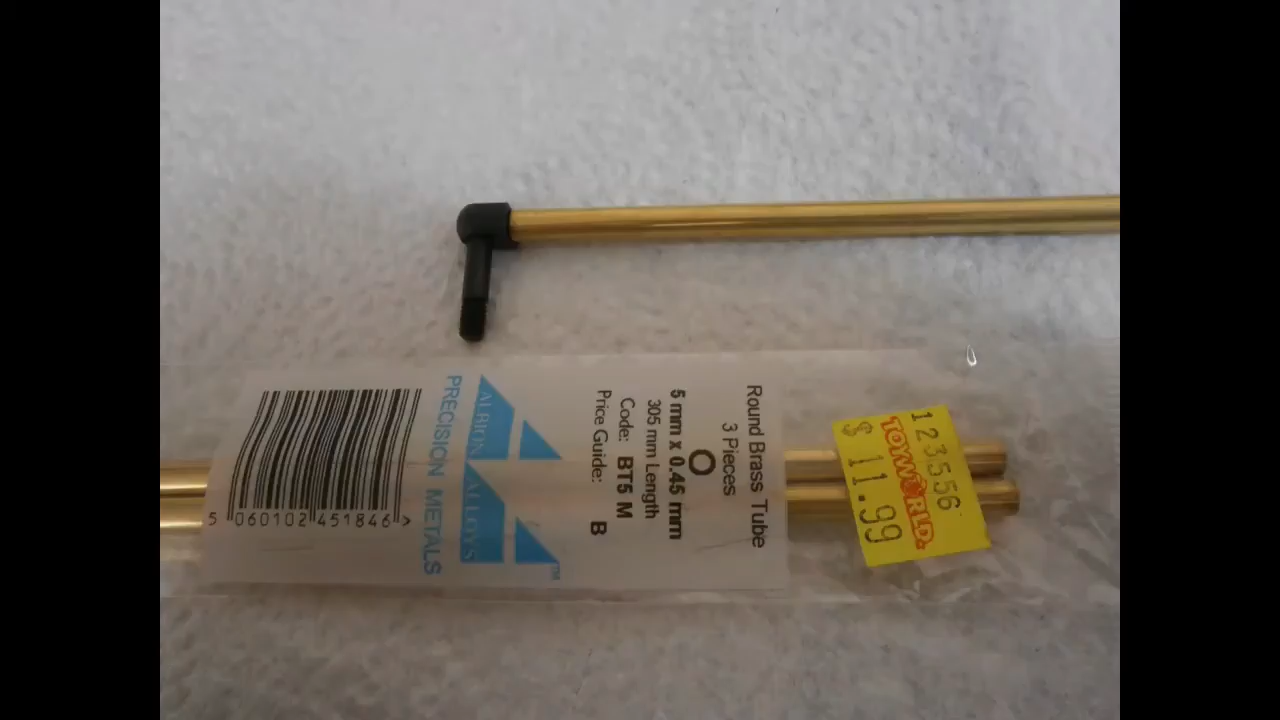 Round Brass Tube
3 Pieces
5 mm x 0.45 mm
305 mm Length
Code: BT5 M
Price Guide: B
ALBION ALLOYS™
PRECISION METALS
5 060102 451846 >
123556
TOYWORLD.
$ 11.99